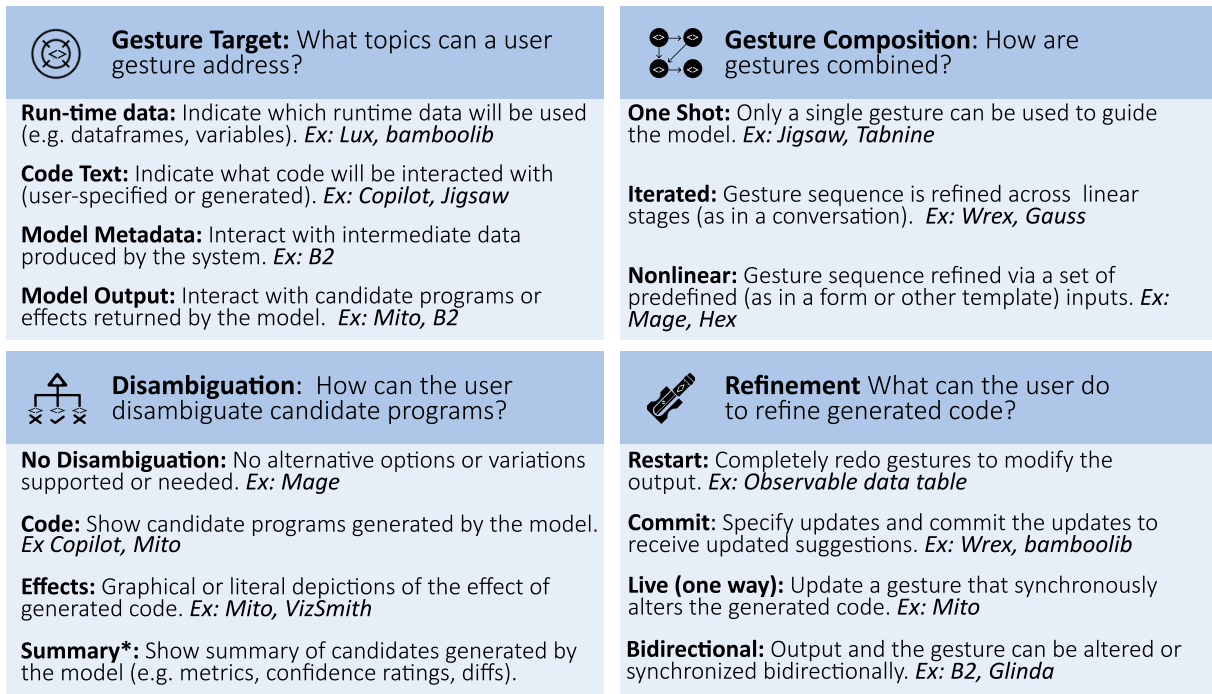 Gesture Target: What topics can a user
gesture address?
Run-time data: Indicate which runtime data will be used
(e.g. dataframes, variables). Ex: Lux, bamboolib
Code Text: Indicate what code will be interacted with
(user-specified or generated). Ex: Copilot, Jigsaw
Model Metadata: Interact with intermediate data
produced by the system. Ex: B2
Model Output: Interact with candidate programs or
effects returned by the model. Ex: Mito, B2
Gesture Composition: How are
gestures combined?
One Shot: Only a single gesture can be used to guide
the model. Ex: Jigsaw, Tabnine
Iterated: Gesture sequence is refined across linear
stages (as in a conversation). Ex: Wrex, Gauss
Nonlinear: Gesture sequence refined via a set of
predefined (as in a form or other template) inputs. Ex:
Mage, Hex
Disambiguation: How can the user
disambiguate candidate programs?
No Disambiguation: No alternative options or variations
supported or needed. Ex: Mage
Code: Show candidate programs generated by the model.
Ex Copilot, Mito
Effects: Graphical or literal depictions of the effect of
generated code. Ex: Mito, VizSmith
Summary*: Show summary of candidates generated by
the model (e.g. metrics, confidence ratings, diffs).
Refinement What can the user do
to refine generated code?
Restart: Completely redo gestures to modify the
output. Ex: Observable data table
Commit: Specify updates and commit the updates to
receive updated suggestions. Ex: Wrex, bamboolib
Live (one way): Update a gesture that synchronously
alters the generated code. Ex: Mito
Bidirectional: Output and the gesture can be altered or
synchronized bidirectionally. Ex: B2, Glinda